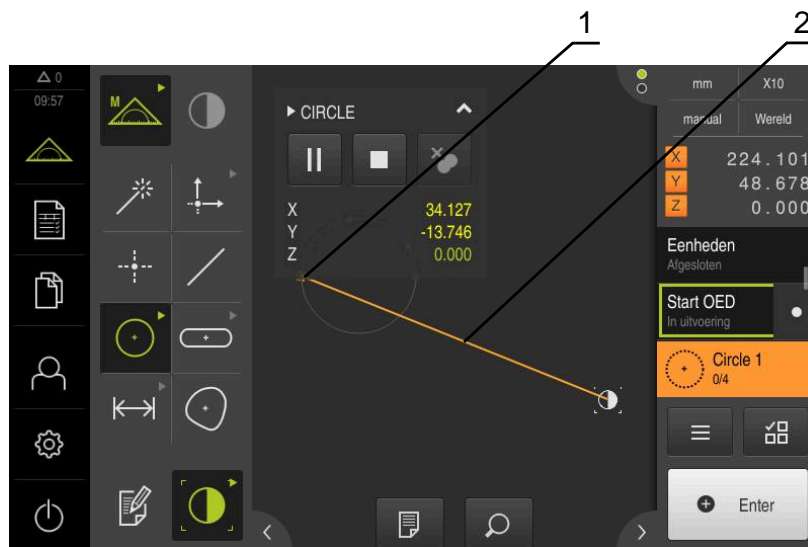 1 2
0
09:57
M
CIRCLE
X 34.127
Y -13.746
Z 0.000
mm X10
manual Wereld
X 224.101
Y 48.678
Z 0.000
Eenheden
Afgesloten
Start OED
In uitvoering
Circle 1
0/4
Enter